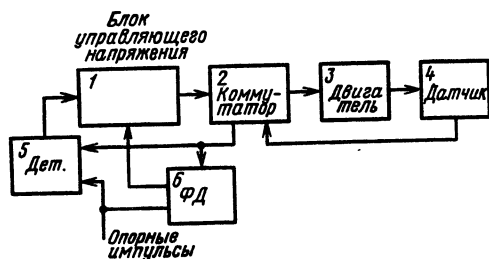 Блок
управляющего
напряжения
1
2
Комму-
татор
3
Двига
тель
4
Датчик
5
Дет.
6
ФД
Опорные
импульсы